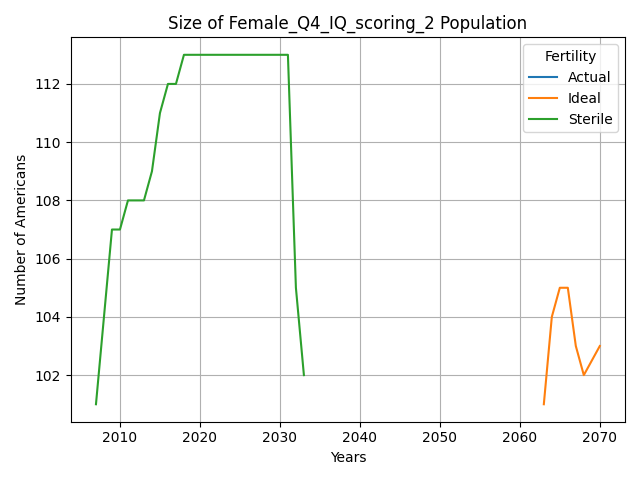 Size of Female_Q4_IQ_scoring_2 Population
Number of Americans
112
110
108
106
104
102
Fertility
Actual
Ideal
Sterile
2010 2020 2030 2040 2050 2060 2070
Years